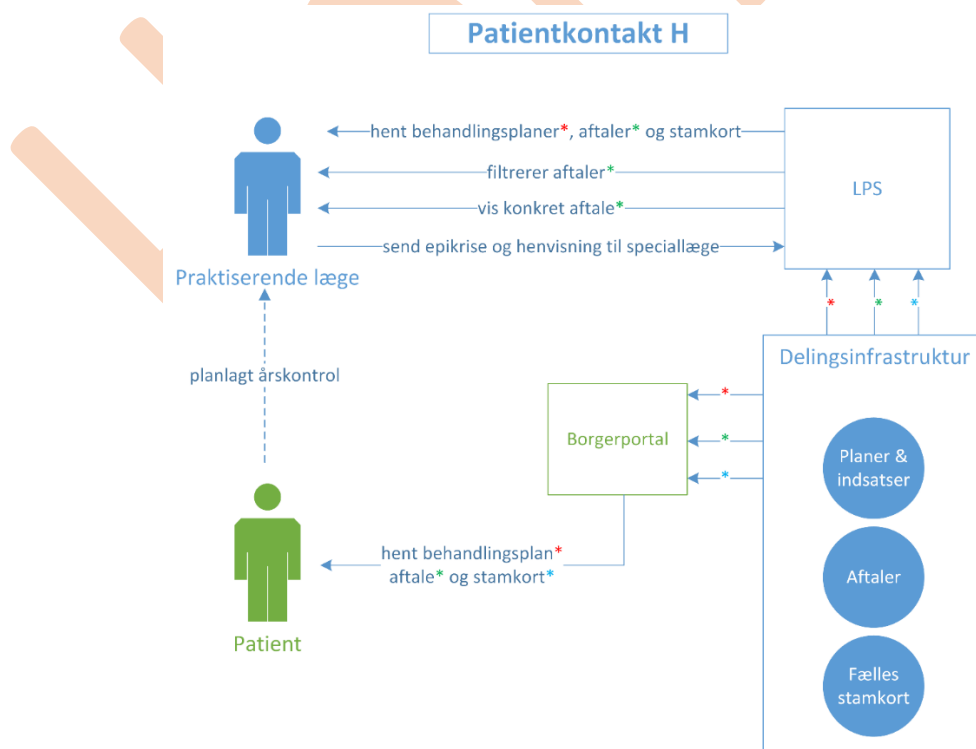 Patientkontakt H
hent behandlingsplaner*, aftaler* og stamkort
filtrerer aftaler*
vis konkret aftale*
send epikrise og henvisning til speciallæge
LPS
Praktiserende læge
* * *
Delingsinfrastruktur
planlagt årskontrol
*
*
*
Borgerportal
Planer &
indsatser
hent behandlingsplan*
aftale* og stamkort*
Aftaler
Patient
Fælles
stamkort